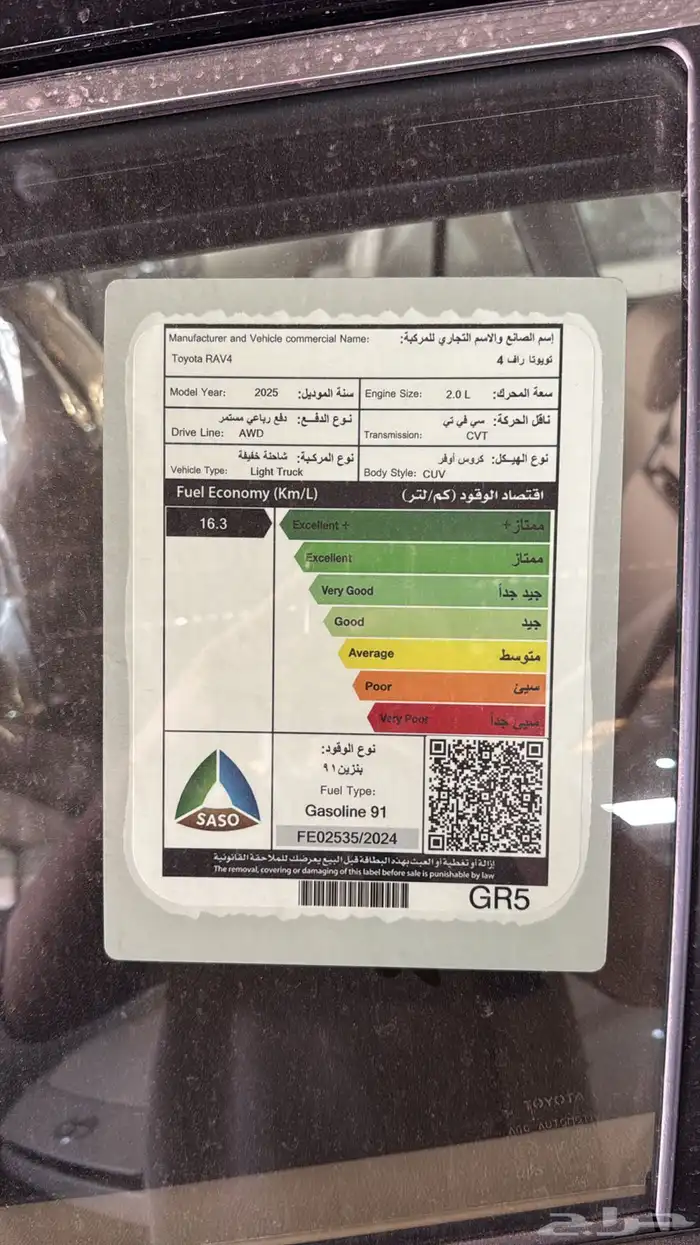 Manufacturer and Vehicle commercial Name: إسم الصانع والاسم التجاري للمركبة:
Toyota RAV4 تويوتا راف 4
Model Year: 2025 سنة الموديل:
Engine Size: 2.0 L سعة المحرك:
نوع الدفـــع: دفع رباعي مستمر
Drive Line: AWD
ناقل الحركة: سي في تي
Transmission: CVT
نوع المركبة: شاحنة خفيفة
Vehicle Type: Light Truck
نوع الهيكل: كروس أوفر
Body Style: CUV
Fuel Economy (Km/L) اقتصاد الوقود (كم/لتر)
16.3
Excellent + ممتاز+
Excellent ممتاز
Very Good جيد جداً
Good جيد
Average متوسط
Poor سيئ
Very Poor سيئ جداً
SASO
نوع الوقود:
بنزين٩١
Fuel Type:
Gasoline 91
FE02535/2024
إزالة أو تغطية أو العبث بهذه البطاقة قبل البيع يعرضك للملاحقة القانونية
The removal, covering or damaging of this label before sale is punishable by law
GR5
TOYOTA
حراج